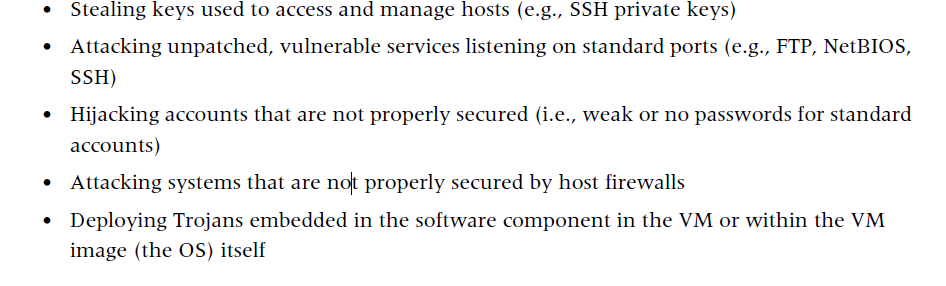 • Stealing keys used to access and manage hosts (e.g., SSH private keys)
• Attacking unpatched, vulnerable services listening on standard ports (e.g., FTP, NetBIOS,
SSH)
• Hijacking accounts that are not properly secured (i.e., weak or no passwords for standard
accounts)
• Attacking systems that are not properly secured by host firewalls
• Deploying Trojans embedded in the software component in the VM or within the VM
image (the OS) itself